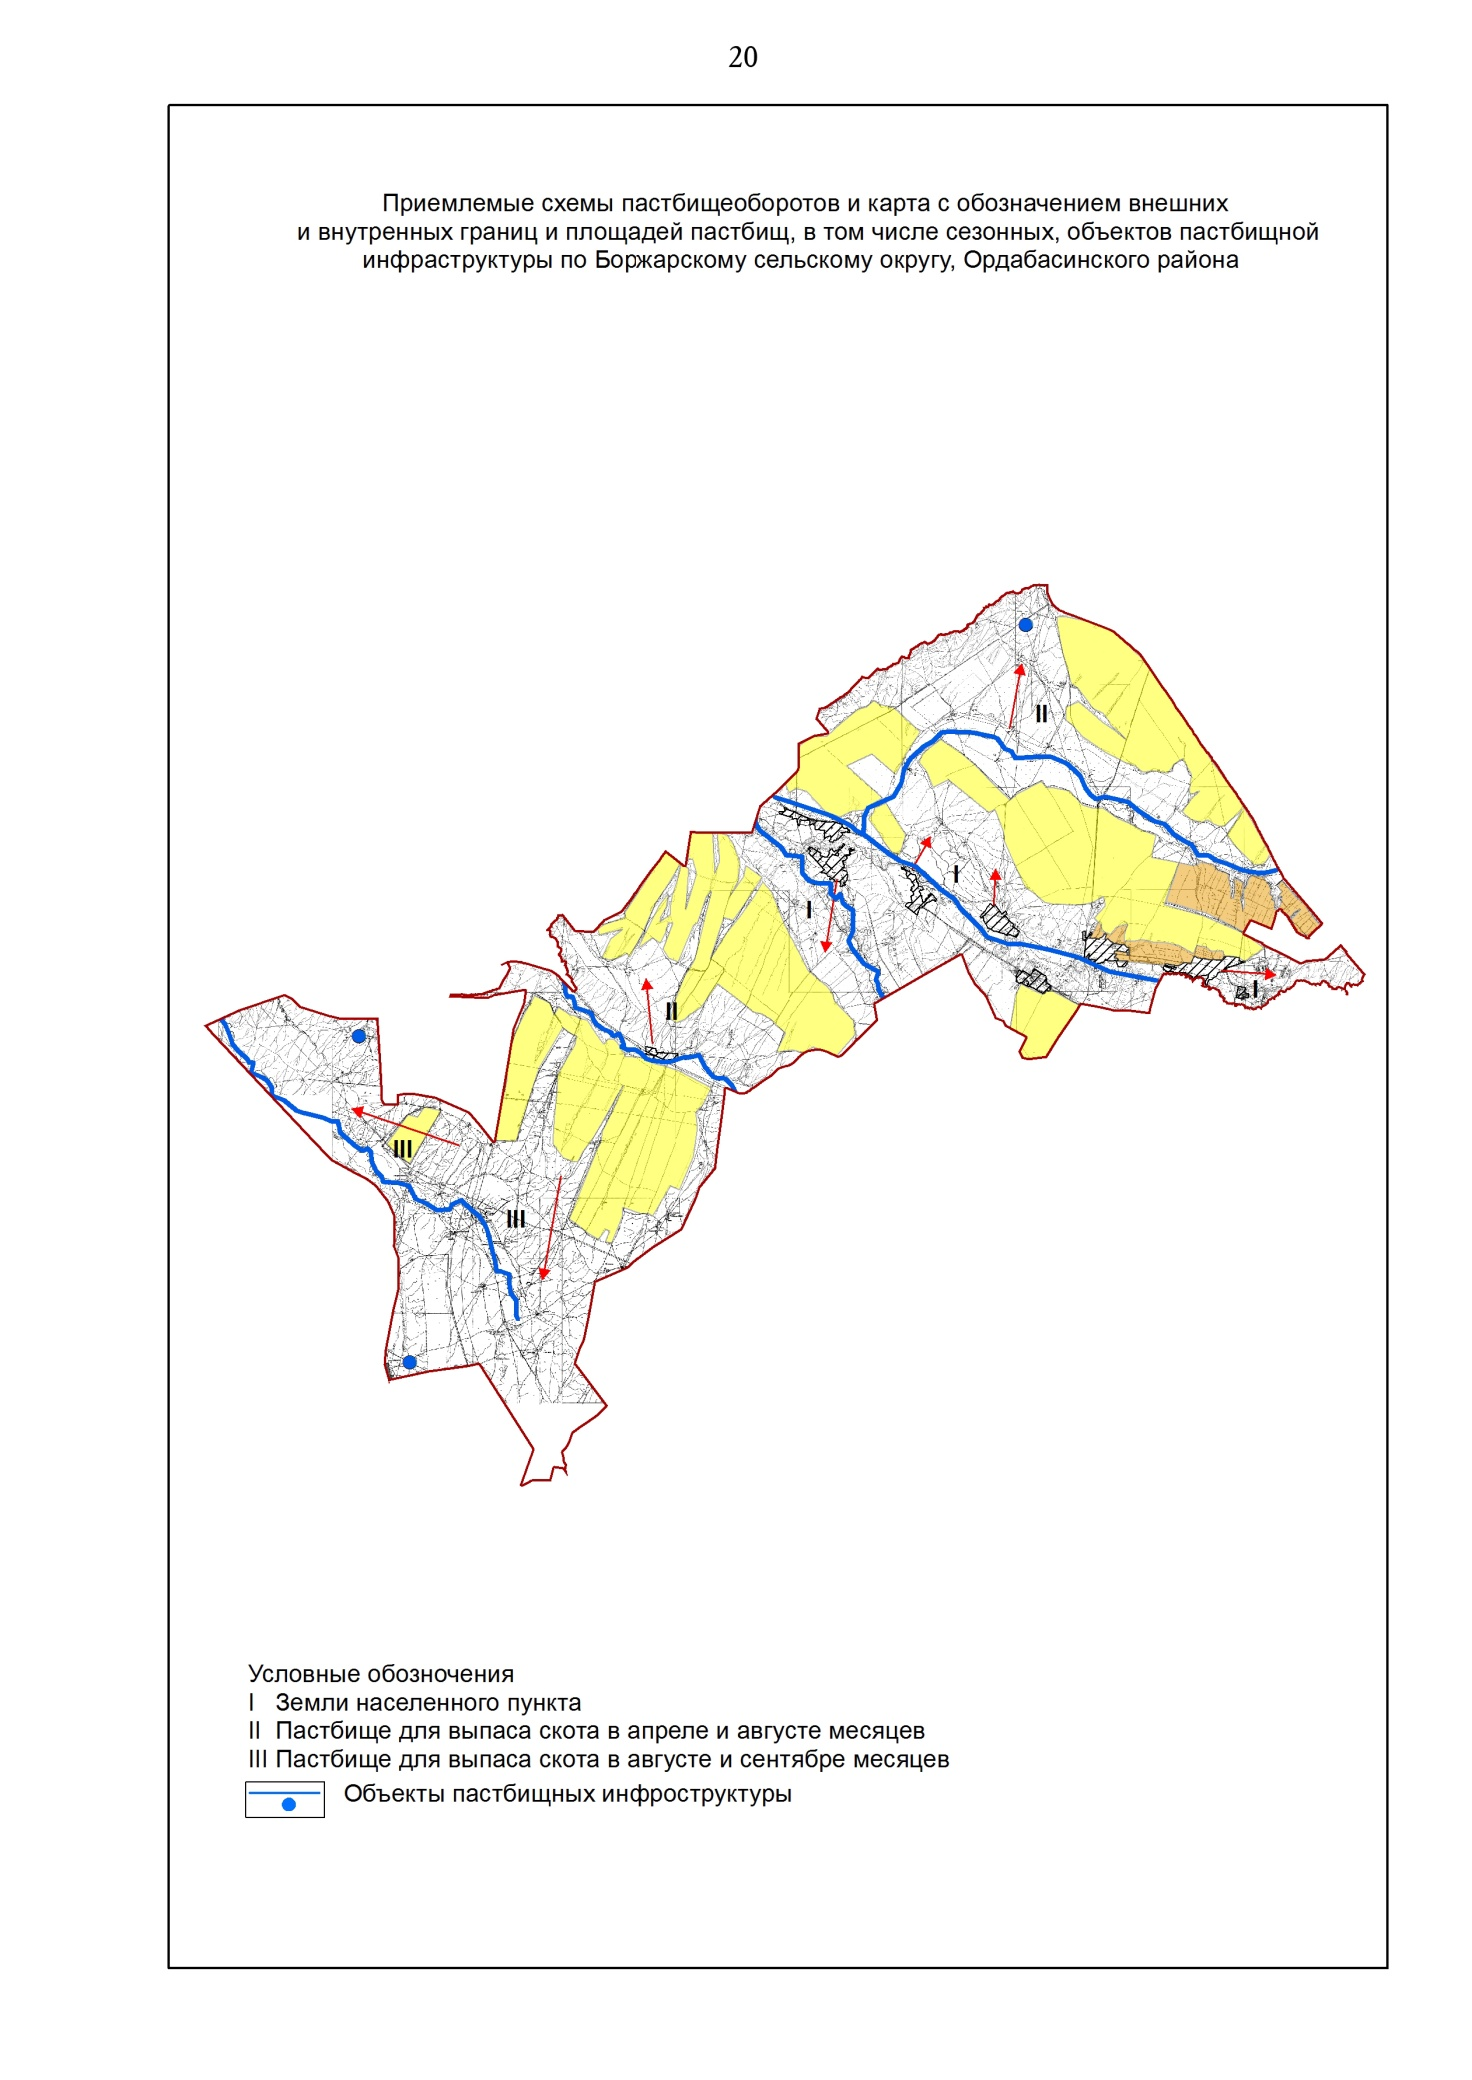 20
Приемлемые схемы пастбищеоборотов и карта с обозначением внешних
и внутренных границ и площадей пастбищ, в том числе сезонных, объектов пастбищной
инфраструктуры по Боржарскому сельскому округу, Ордабасинского района
II
I
I
I
II
III
III
Условные обозночения
I Земли населенного пункта
II Пастбище для выпаса скота в апреле и августе месяцев
III Пастбище для выпаса скота в августе и сентябре месяцев
Объекты пастбищных инфроструктуры